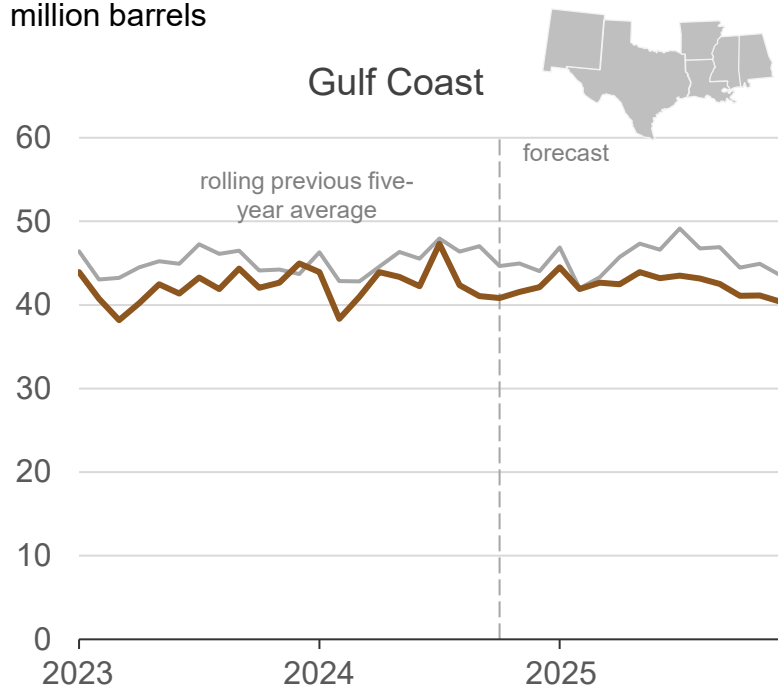 million barrels
Gulf Coast
60
forecast
rolling previous five-
year average
50
40
30
20
10
0
2023 2024 2025